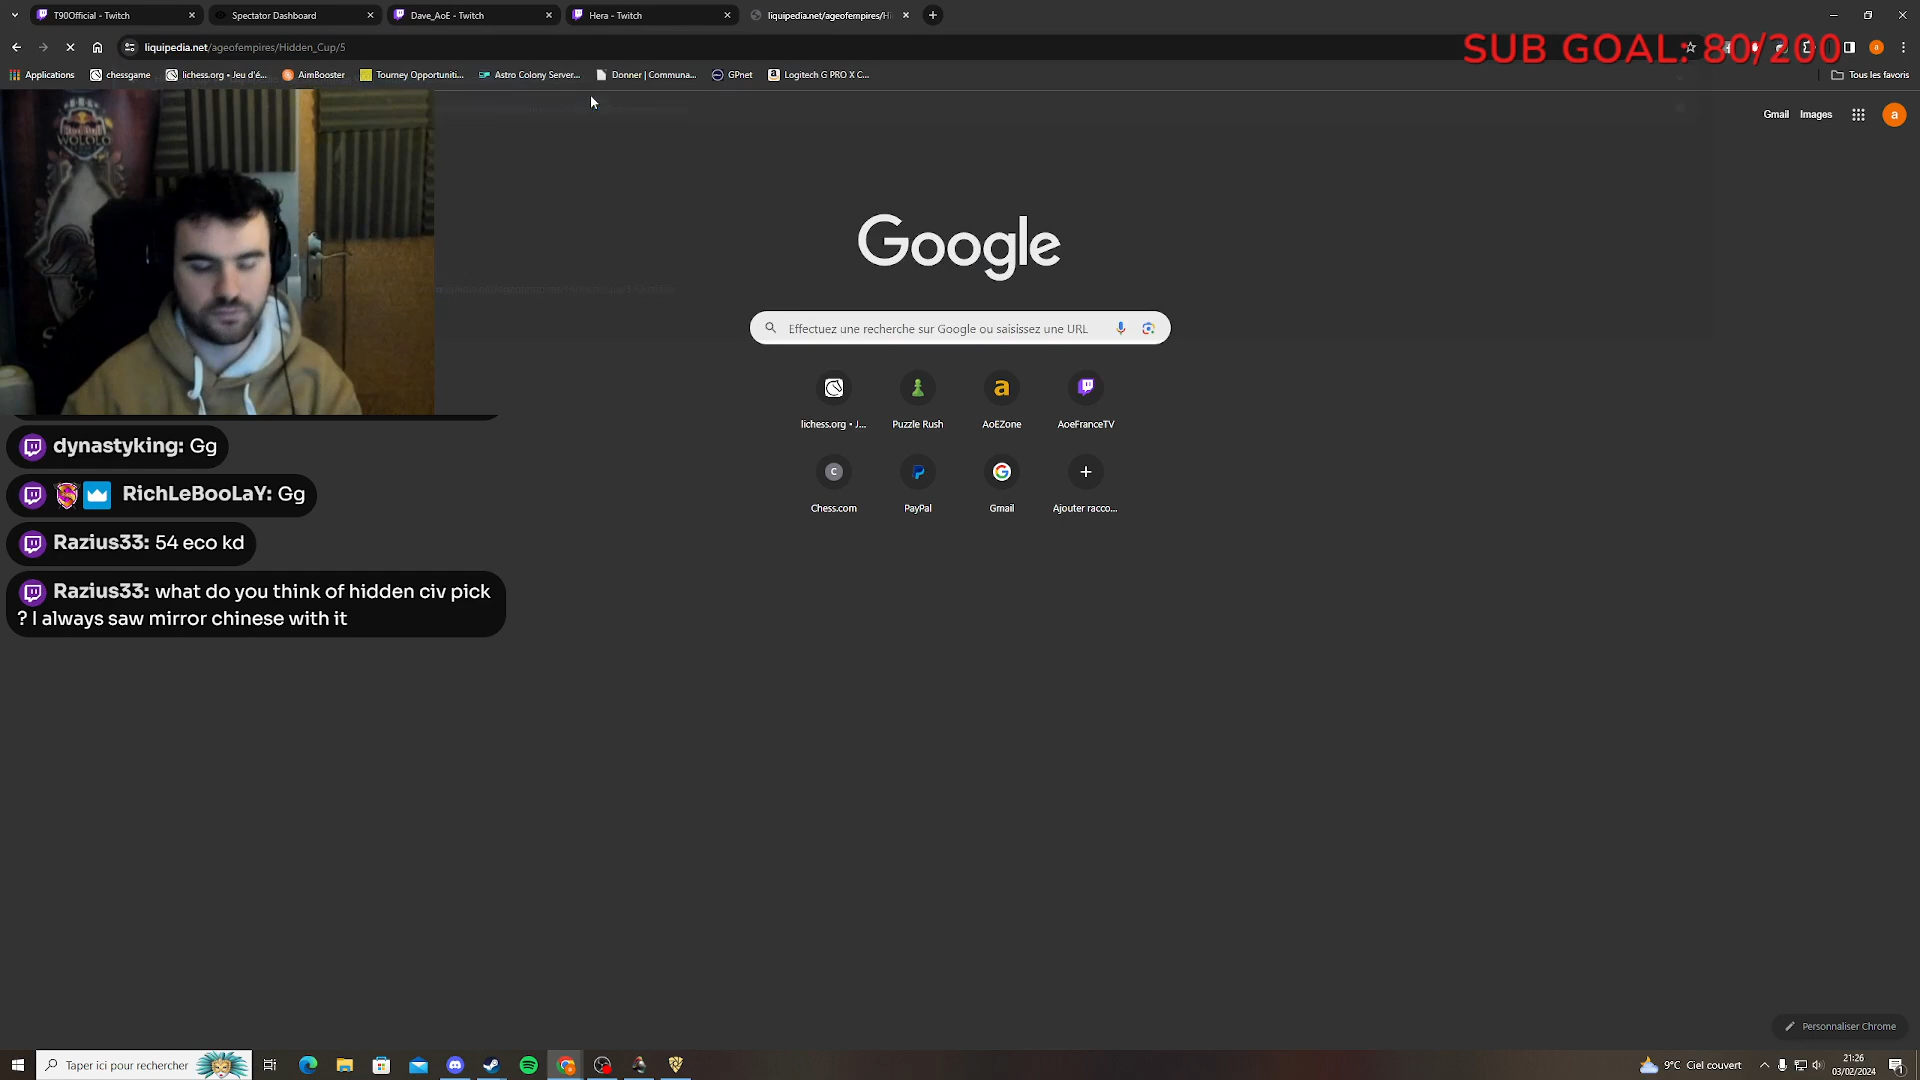 T90Official - Twitch
Spectator Dashboard
Dave_AoE - Twitch
Hera - Twitch
liquipedia.net/ageofempires/Hi
liquipedia.net/ageofempires/Hidden_Cup/5
SUB GOAL: 80/200
Applications
chessgame
lichess.org • Jeu d'é...
AimBooster
Tourney Opportuniti...
Astro Colony Server...
Donner | Communa...
GPnet
Logitech G PRO X C...
Tous les favoris
Gmail
Images
a
Red Bull
WOLOLO
Google
Effectuez une recherche sur Google ou saisissez une URL
lichess.org • J...
Puzzle Rush
AoEZone
AoeFranceTV
C
Chess.com
PayPal
Gmail
Ajouter racco...
dynastyking: Gg
RichLeBooLaY: Gg
Razius33: 54 eco kd
Razius33: what do you think of hidden civ pick
? I always saw mirror chinese with it
Personnaliser Chrome
Taper ici pour rechercher
9°C Ciel couvert
21:26
03/02/2024